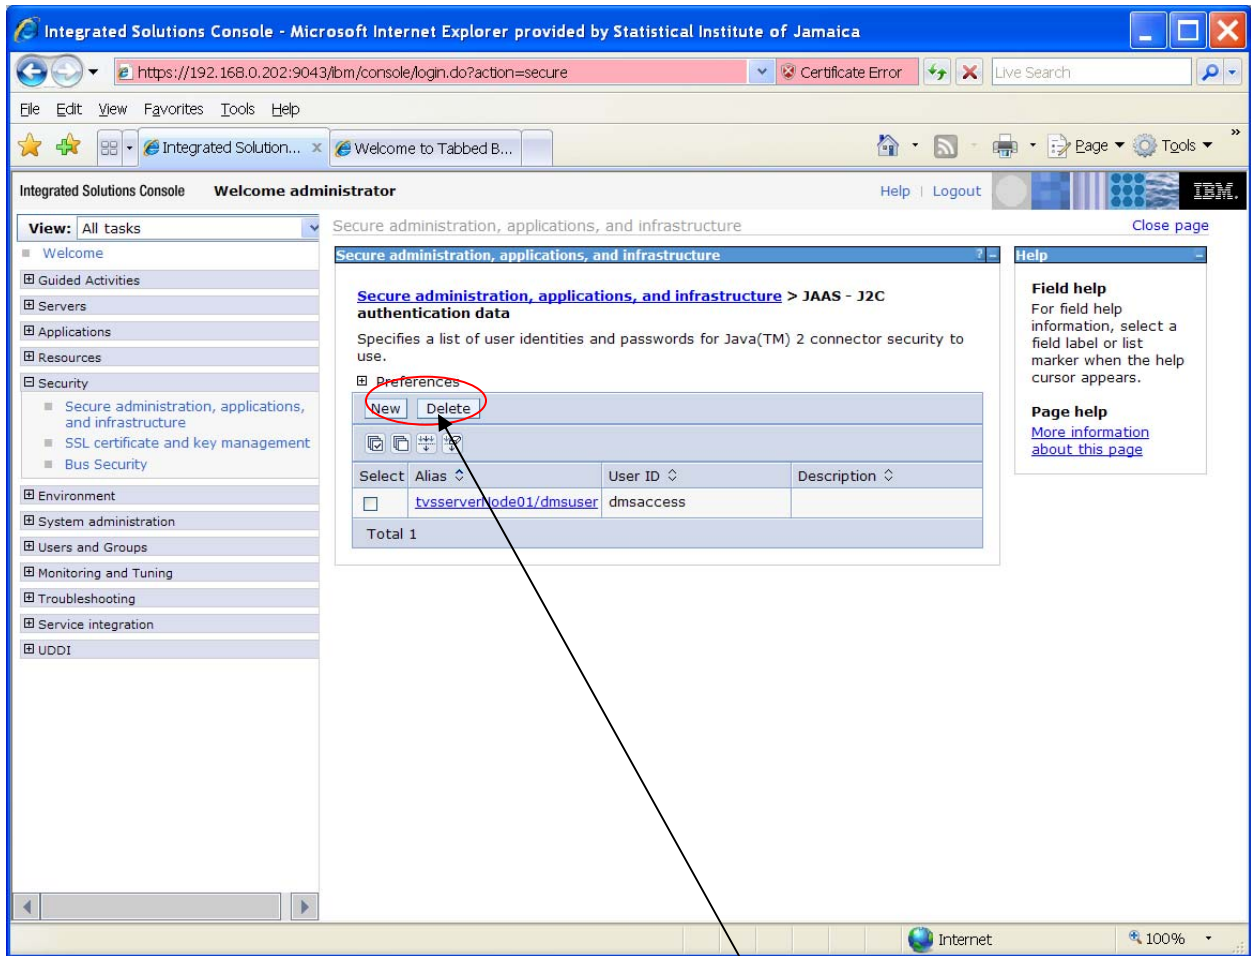 Integrated Solutions Console - Microsoft Internet Explorer provided by Statistical Institute of Jamaica
https://192.168.0.202:9043/ibm/console/login.do?action=secure
Certificate Error
Live Search
File Edit View Favorites Tools Help
Integrated Solution...
Welcome to Tabbed B...
Page
Tools
»
Integrated Solutions Console Welcome administrator
Help | Logout
IBM.
View: All tasks
Welcome
Guided Activities
Servers
Applications
Resources
Security
Secure administration, applications,
and infrastructure
SSL certificate and key management
Bus Security
Environment
System administration
Users and Groups
Monitoring and Tuning
Troubleshooting
Service integration
UDDI
Secure administration, applications, and infrastructure
Close page
Secure administration, applications, and infrastructure
? -
Secure administration, applications, and infrastructure > JAAS - J2C
authentication data
Specifies a list of user identities and passwords for Java(TM) 2 connector security to
use.
Preferences
New Delete
Select Alias User ID Description
tvsserverNode01/dmsuser dmsaccess
Total 1
Help
Field help
For field help
information, select a
field label or list
marker when the help
cursor appears.
Page help
More information
about this page
Internet
100%